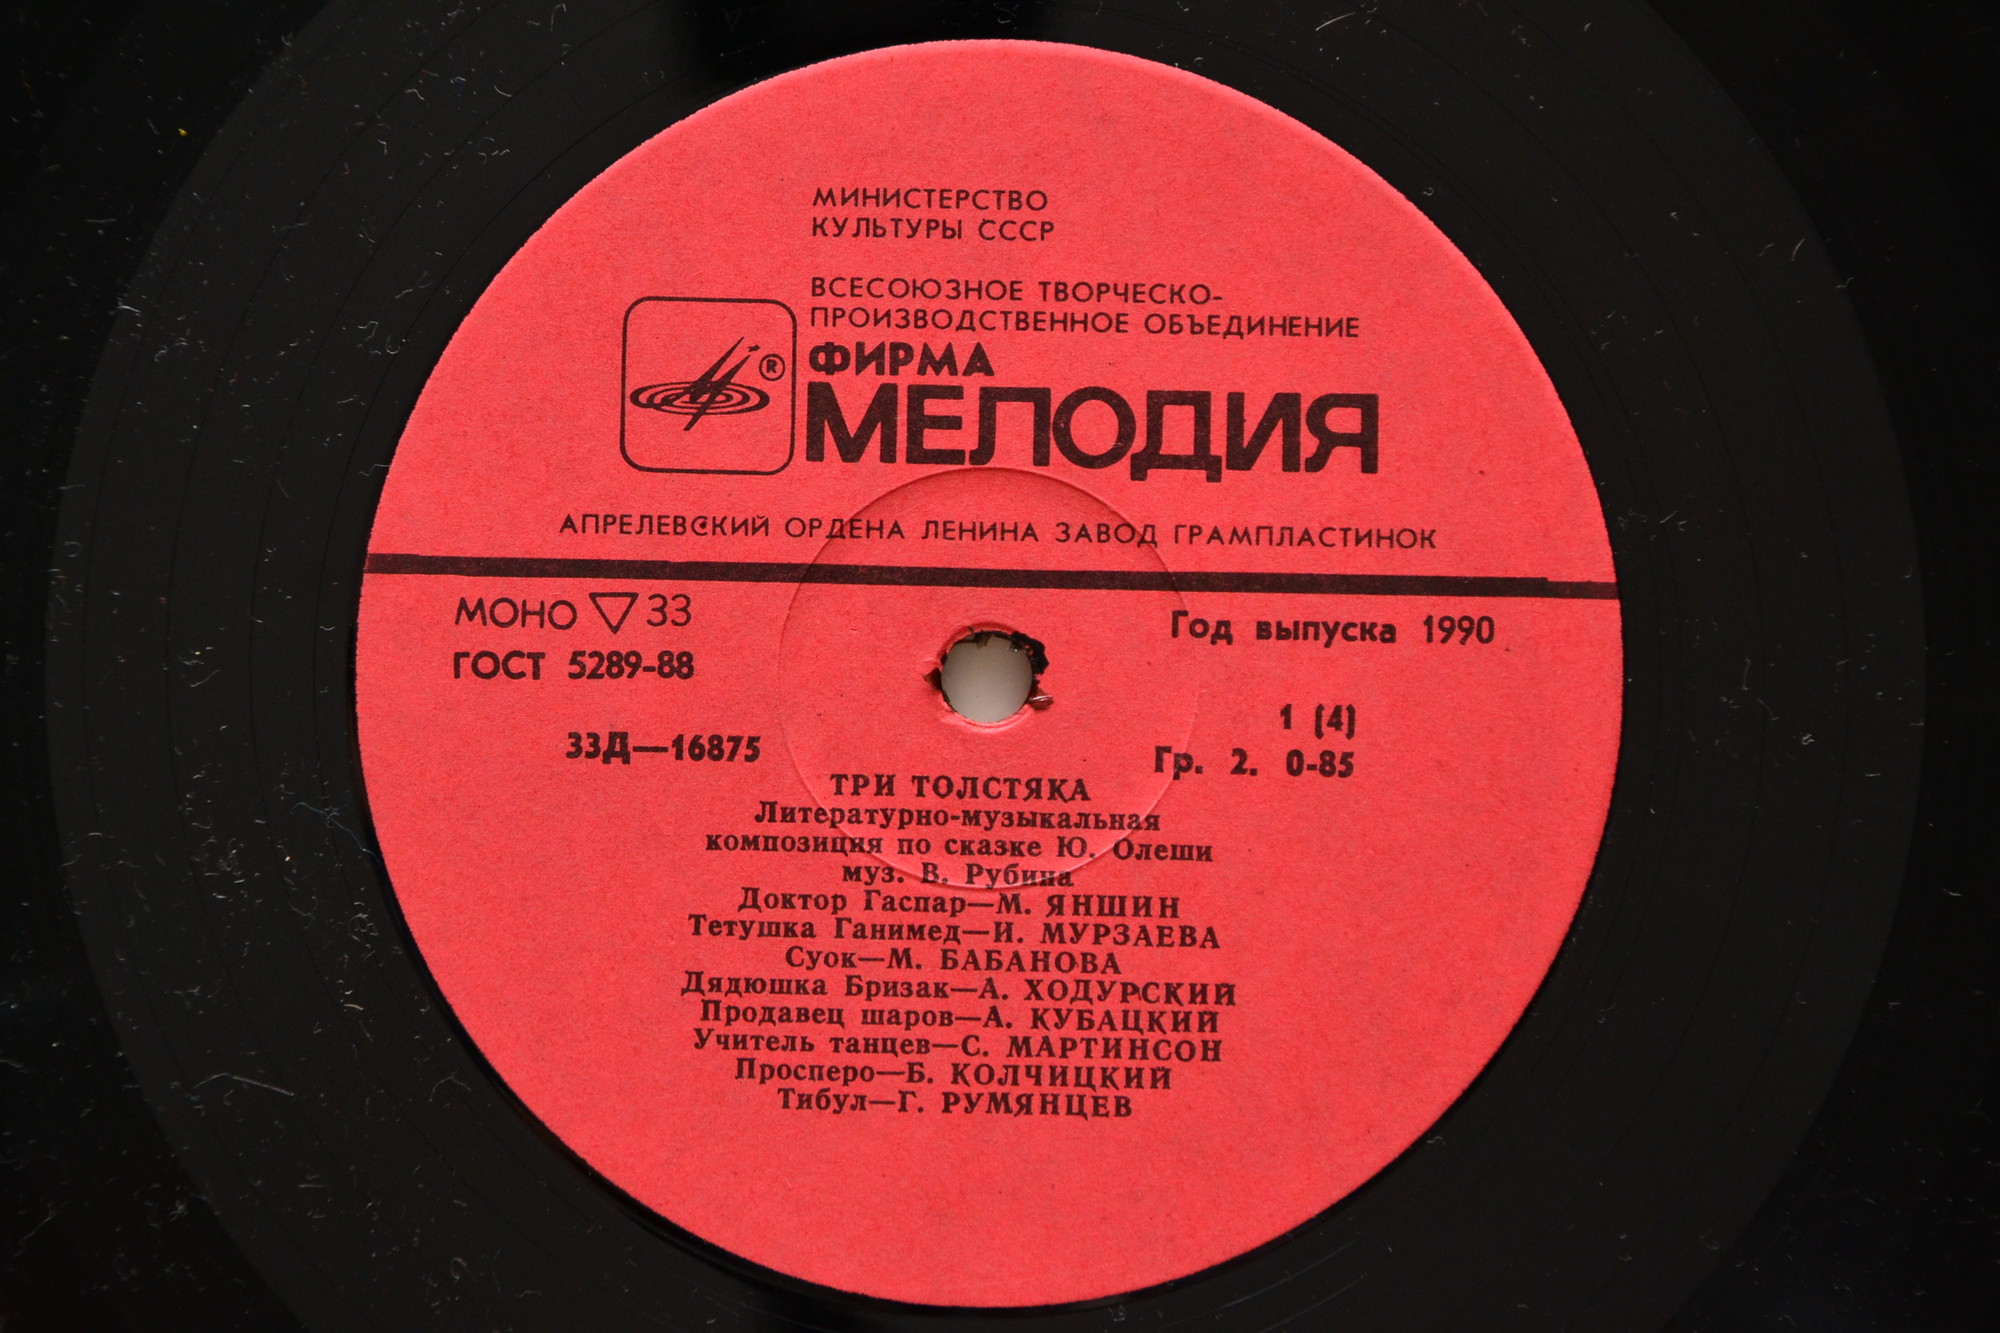 МИНИСТЕРСТВО
КУЛЬТУРЫ СССР
ВСЕСОЮЗНОЕ ТВОРЧЕСКО-
ПРОИЗВОДСТВЕННОЕ ОБЪЕДИНЕНИЕ
ФИРМА
®
МЕЛОДИЯ
АПРЕЛЕВСКИЙ ОРДЕНА ЛЕНИНА ЗАВОД ГРАМПЛАСТИНОК
МОНО ▽ 33
Год выпуска 1990
ГОСТ 5289-88
1 (4)
33Д—16875
Гр. 2. 0-85
ТРИ ТОЛСТЯКА
Литературно-музыкальная
композиция по сказке Ю. Олеши
муз. В. Рубина
Доктор Гаспар—М. ЯНШИН
Тетушка Ганимед—И. МУРЗАЕВА
Суок—М. БАБАНОВА
Дядюшка Бризак—А. ХОДУРСКИЙ
Продавец шаров—А. КУБАЦКИЙ
Учитель танцев—С. МАРТИНСОН
Просперо—Б. КОЛЧИЦКИЙ
Тибул—Г. РУМЯНЦЕВ